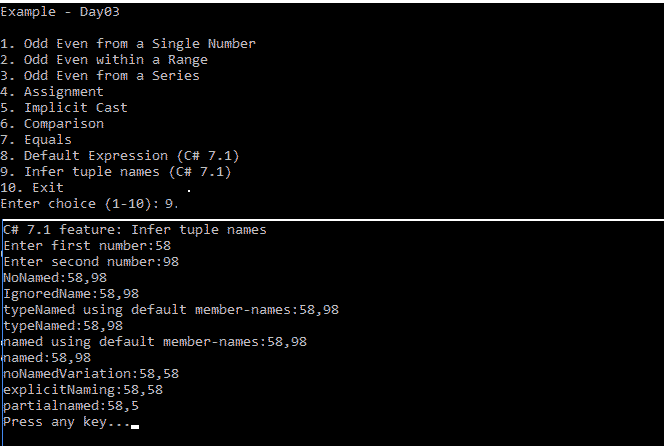 Example - Day03
1. Odd Even from a Single Number
2. Odd Even within a Range
3. Odd Even from a Series
4. Assignment
5. Implicit Cast
6. Comparison
7. Equals
8. Default Expression (C# 7.1)
9. Infer tuple names (C# 7.1)
10. Exit
Enter choice (1-10): 9.
C# 7.1 feature: Infer tuple names
Enter first number:58
Enter second number:98
NoNamed:58,98
IgnoredName:58,98
typeNamed using default member-names:58,98
typeNamed:58,98
named using default member-names:58,98
named:58,98
noNamedVariation:58,58
explicitNaming:58,58
partialnamed:58,5
Press any key...